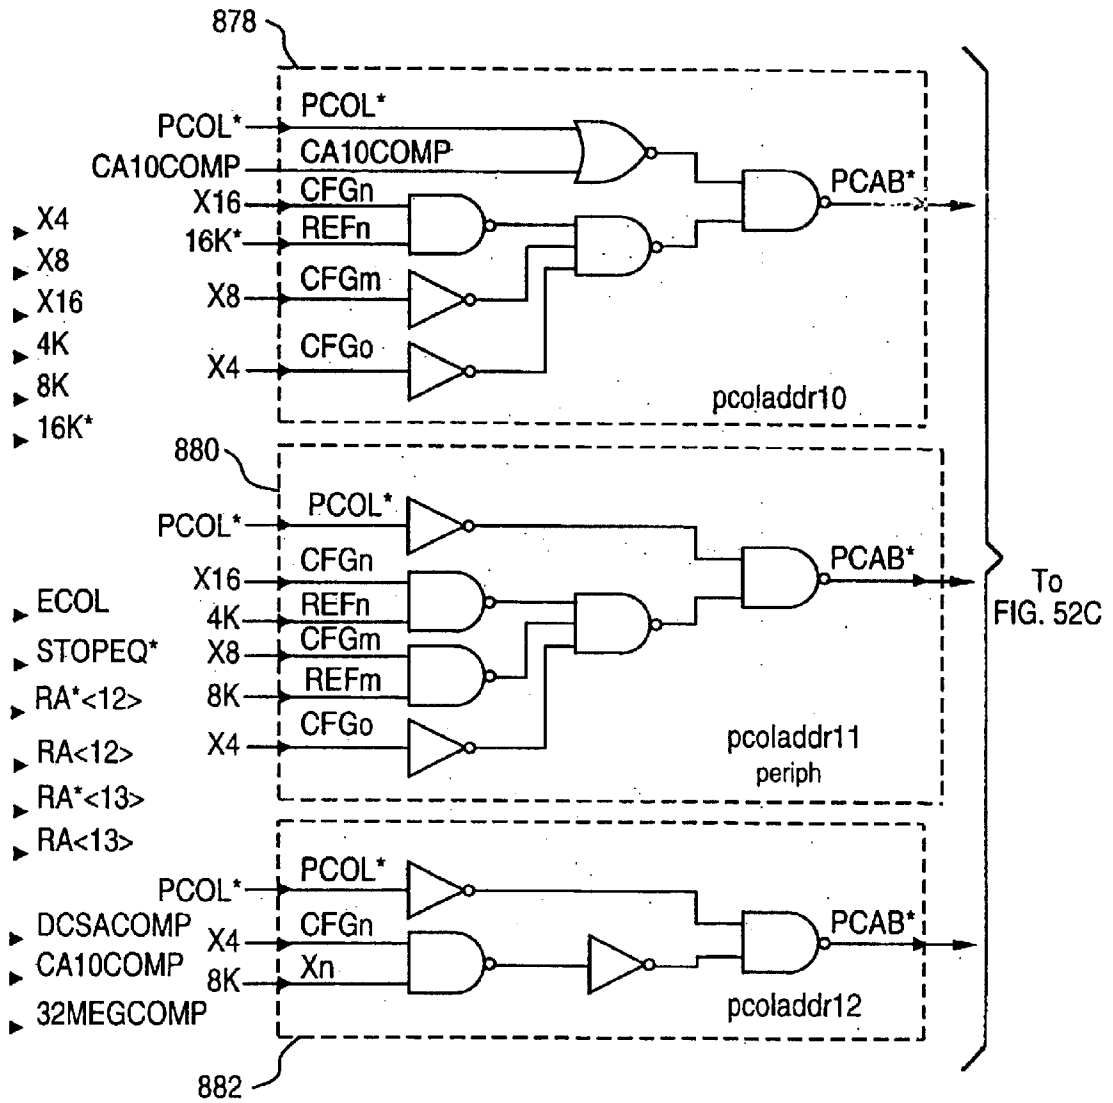 878
PCOL*
PCOL*
CA10COMP
CA10COMP
X16
CFGn
16K*
REFn
X8
CFGm
X4
CFGo
PCAB*
pcoladdr10
X4
X8
X16
4K
8K
16K*
880
PCOL*
PCOL*
X16
CFGn
4K
REFn
X8
CFGm
8K
REFm
X4
CFGo
PCAB*
pcoladdr11
periph
To
FIG. 52C
ECOL
STOPEQ*
RA*<12>
RA<12>
RA*<13>
RA<13>
PCOL*
PCOL*
X4
CFGn
8K
Xn
PCAB*
pcoladdr12
DCSACOMP
CA10COMP
32MEGCOMP
882